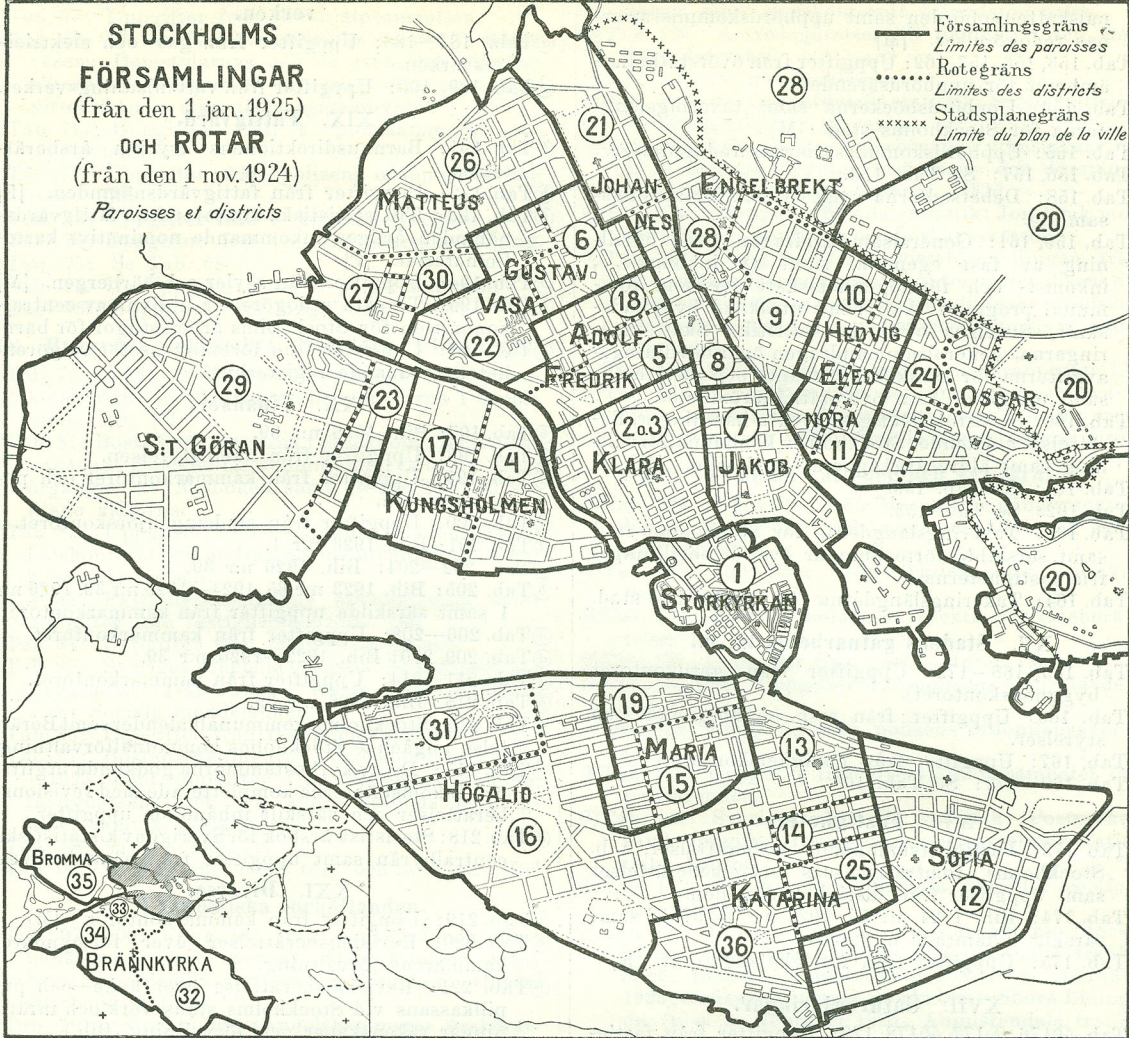 STOCKHOLMS
FÖRSAMLINGAR
(från den 1 jan. 1925)
OCH ROTAR
(från den 1 nov. 1924)
Paroisses et districts
Församlingsgräns
Limites des paroisses
Rotegräns
Limites des districts
Stadsplanegräns
Limite du plan de la ville
28
21
26
MATTEUS
JOHAN-
NES
ENGELBREKT
20
6
28
GUSTAV
VASA
30
27
10
18
9
HEDVIG
ADOLF
22
5
8
FREDRIK
ELEO-
24
OSCAR
20
29
23
2o.3
7
NORA
S:T GÖRAN
17
4
KLARA
JAKOB
11
KUNGSHOLMEN
1
STORKYRKAN
20
19
31
MARIA
13
HÖGALID
15
16
14
SOFIA
BROMMA
35
25
12
KATARINA
33
34
36
BRÄNNKYRKA
32